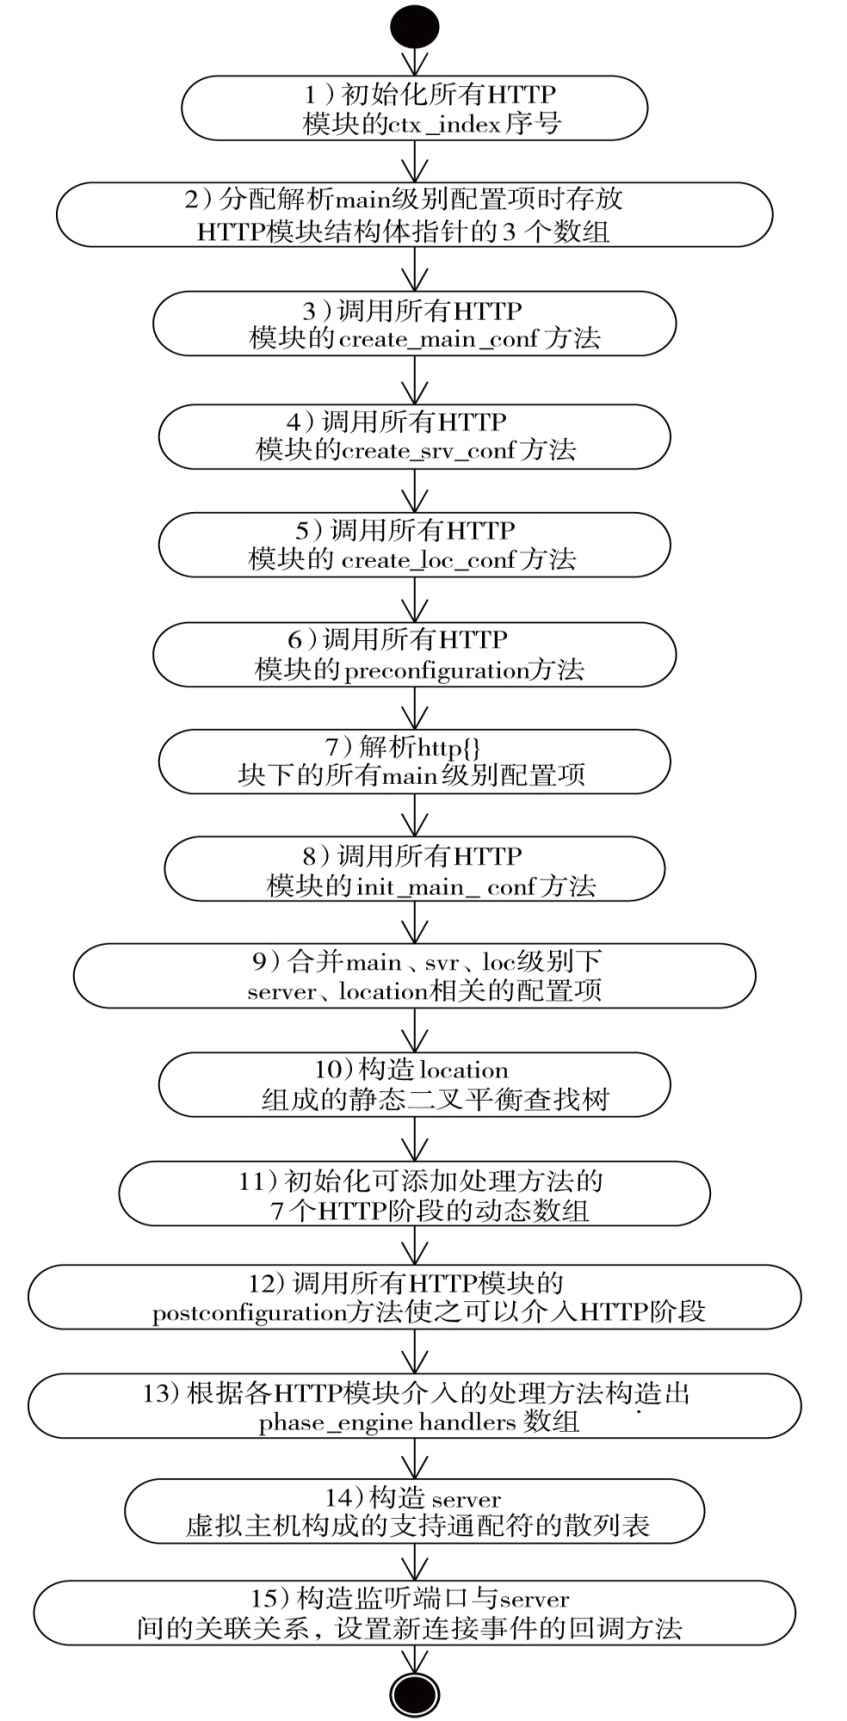 1）初始化所有HTTP
模块的ctx_index序号
2）分配解析main级别配置项时存放
HTTP模块结构体指针的3个数组
3）调用所有HTTP
模块的create_main_conf方法
4）调用所有HTTP
模块的create_srv_conf方法
5）调用所有HTTP
模块的create_loc_conf方法
6）调用所有HTTP
模块的preconfiguration方法
7）解析http{}
块下的所有main级别配置项
8）调用所有HTTP
模块的init_main_ conf方法
9）合并main、svr、loc级别下
server、location相关的配置项
10)构造location
组成的静态二叉平衡查找树
11)初始化可添加处理方法的
7个HTTP阶段的动态数组
12)调用所有HTTP模块的
postconfiguration方法使之可以介入HTTP阶段
13)根据各HTTP模块介入的处理方法构造出
phase_engine handlers 数组
14)构造 server
虚拟主机构成的支持通配符的散列表
15)构造监听端口与server
间的关联关系，设置新连接事件的回调方法